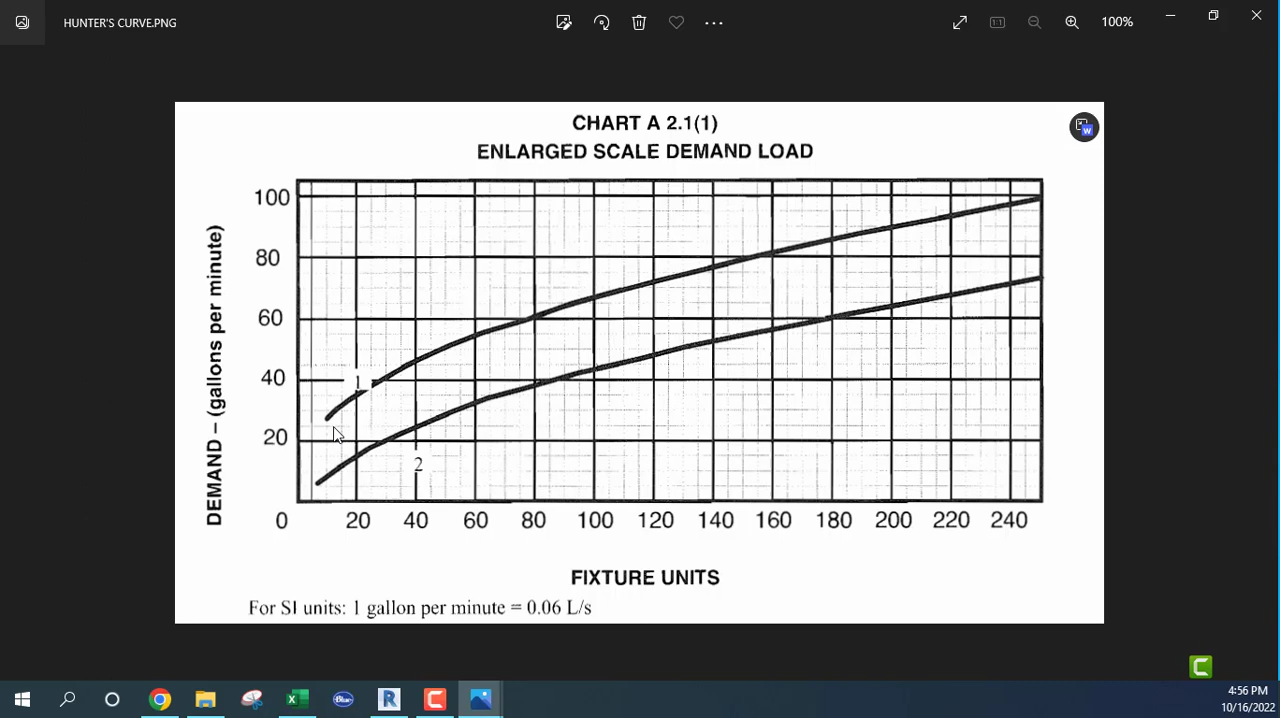 HUNTER'S CURVE.PNG
100%
CHART A 2.1(1)
ENLARGED SCALE DEMAND LOAD
DEMAND – (gallons per minute)
100
80
60
40
20
0
1
2
20 40 60 80 100 120 140 160 180 200 220 240
FIXTURE UNITS
For SI units: 1 gallon per minute = 0.06 L/s
4:56 PM
10/16/2022